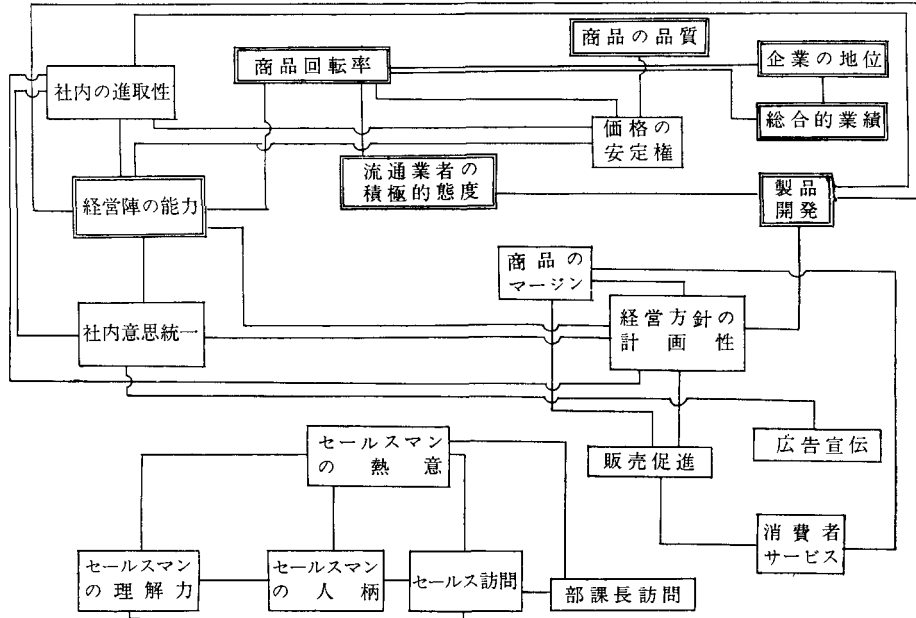 商品の品質
商品回転率
企業の地位
社内の進取性
総合的業績
価格の
安定権
流通業者の
積極的態度
製品
開発
経営陣の能力
商品の
マージン
経営方針の
計画性
社内意思統一
セールスマン
の熱意
販売促進
広告宣伝
消費者
サービス
セールスマン
の理解力
セールスマン
の人柄
セールス訪問
部課長訪問